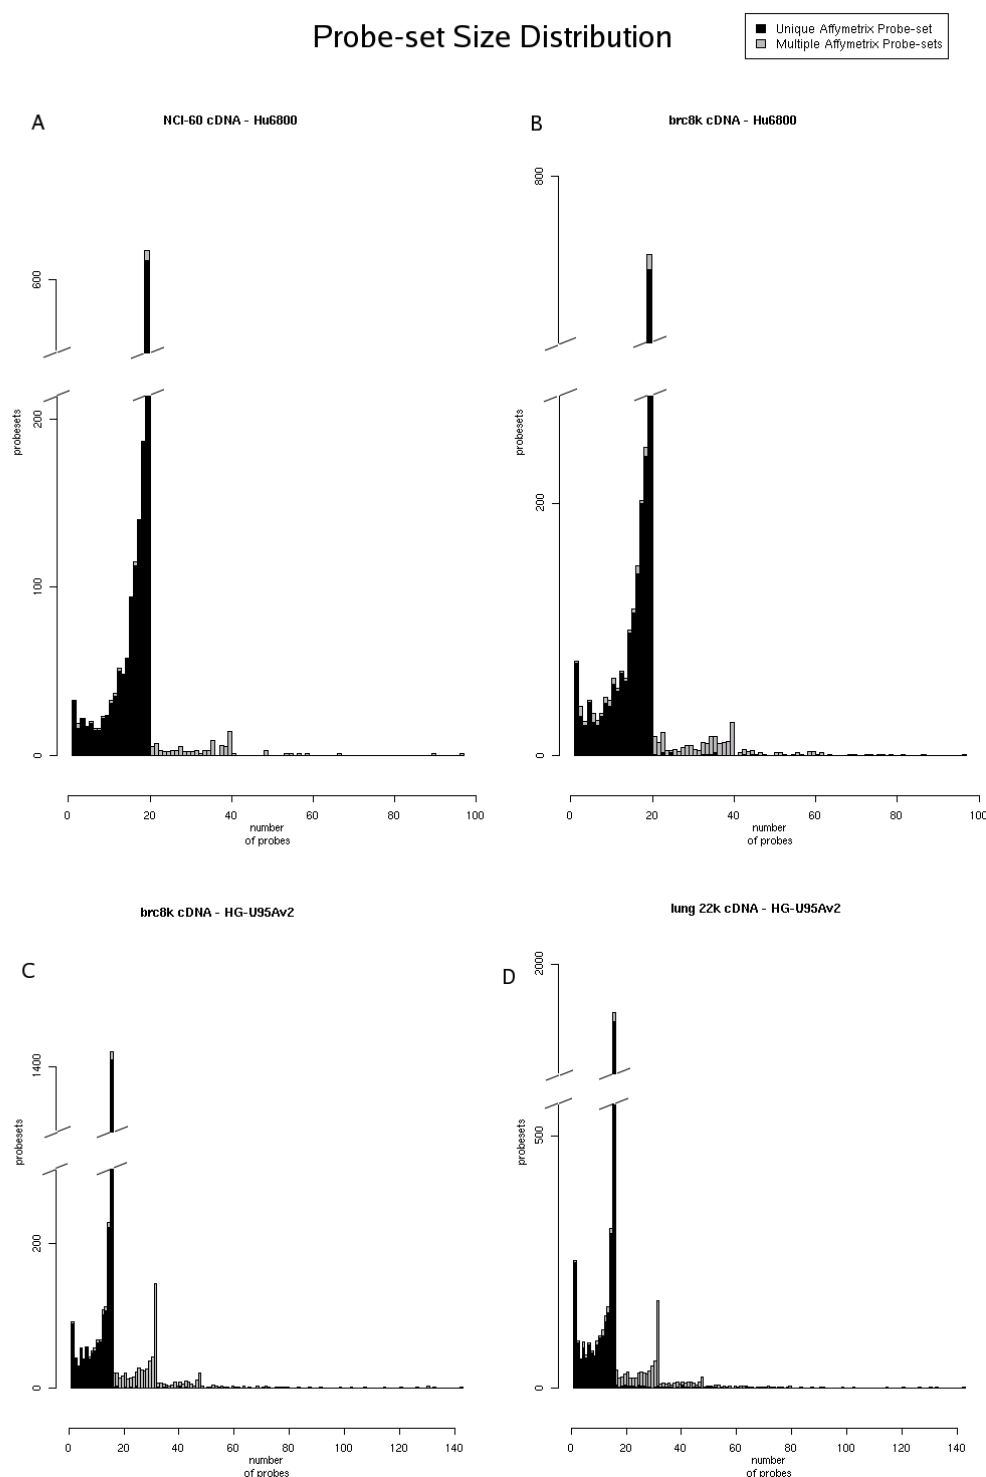 Probe-set Size Distribution
Unique Affymetrix Probe-set
Multiple Affymetrix Probe-sets
A
NCI-60 cDNA - Hu6800
600
200
100
0
probesets
0 20 40 60 80 100
number
of probes
B
brc8k cDNA - Hu6800
800
200
0
probesets
0 20 40 60 80 100
number
of probes
C
brc8k cDNA - HG-U95Av2
1400
200
0
probesets
0 20 40 60 80 100 120 140
number
of probes
D
lung 22k cDNA - HG-U95Av2
2000
500
0
probesets
0 20 40 60 80 100 120 140
number
of probes